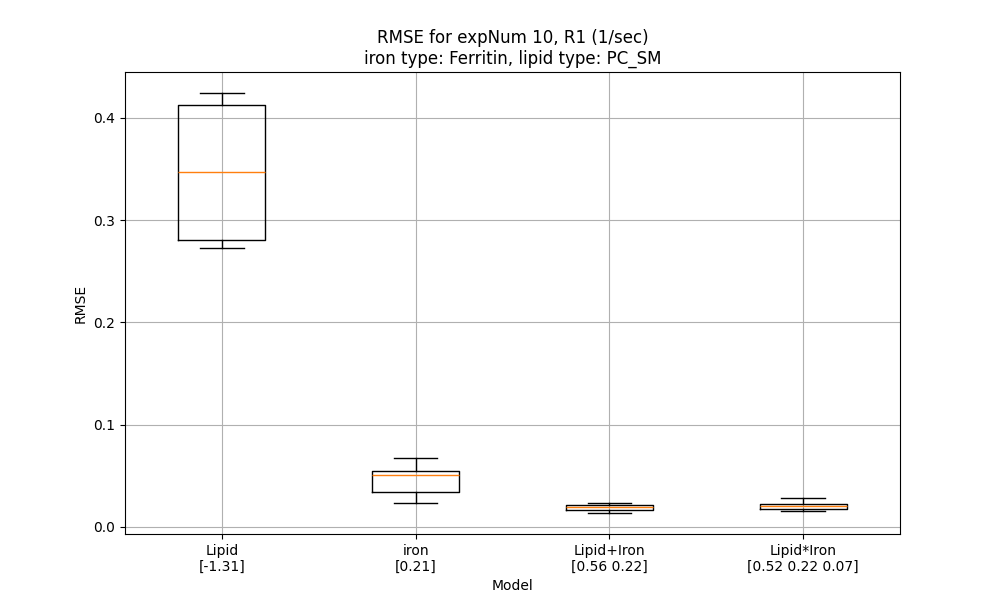 RMSE for expNum 10, R1 (1/sec)
iron type: Ferritin, lipid type: PC_SM
0.4
0.3
0.2
0.1
0.0
RMSE
Lipid
[-1.31]
iron
[0.21]
Lipid+Iron
[0.56 0.22]
Lipid*Iron
[0.52 0.22 0.07]
Model